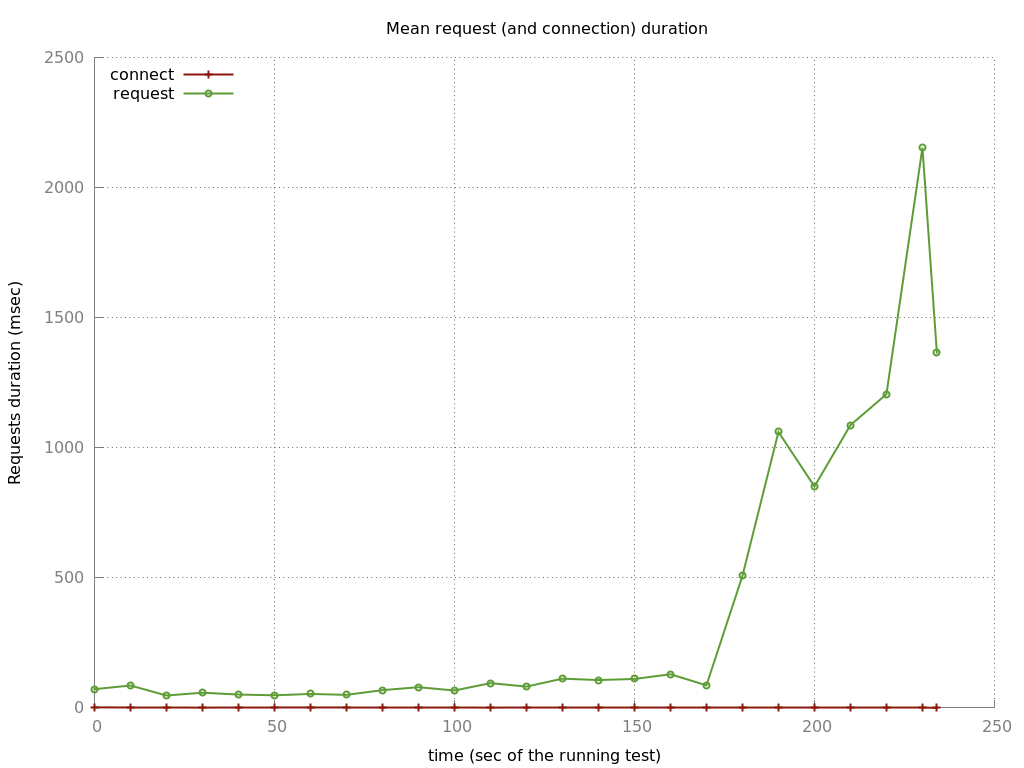 Mean request (and connection) duration
2500
connect
request
2000
1500
1000
500
0
0 50 100 150 200 250
Requests duration (msec)
time (sec of the running test)